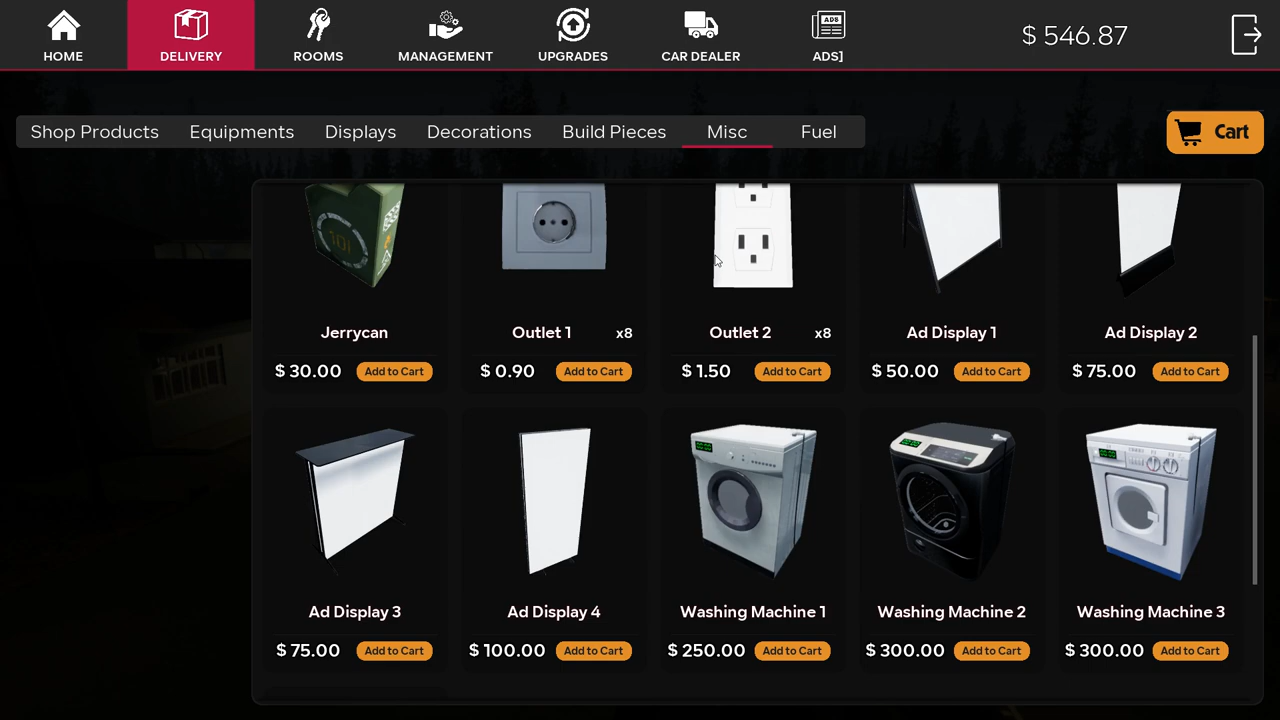 HOME
DELIVERY
ROOMS
MANAGEMENT
UPGRADES
CAR DEALER
ADS
ADS]
$ 546.87
Shop Products
Equipments
Displays
Decorations
Build Pieces
Misc
Fuel
Cart
Jerrycan
Outlet 1 x8
Outlet 2 x8
Ad Display 1
Ad Display 2
$ 30.00 Add to Cart
$ 0.90 Add to Cart
$ 1.50 Add to Cart
$ 50.00 Add to Cart
$ 75.00 Add to Cart
Ad Display 3
Ad Display 4
Washing Machine 1
Washing Machine 2
Washing Machine 3
$ 75.00 Add to Cart
$ 100.00 Add to Cart
$ 250.00 Add to Cart
$ 300.00 Add to Cart
$ 300.00 Add to Cart